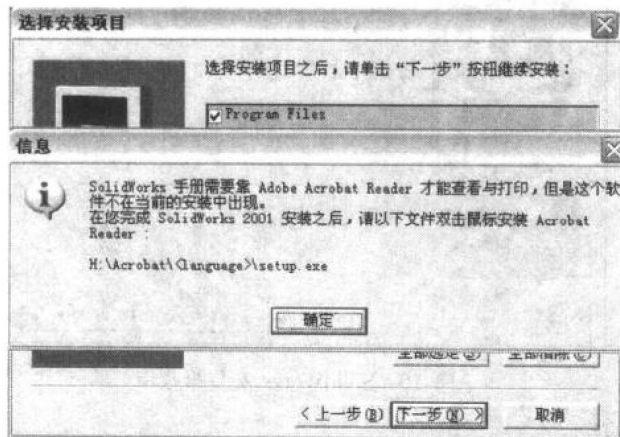 选择安装项目
选择安装项目之后，请单击“下一步”按钮继续安装：
Program Files
信息
SolidWorks 手册需要靠 Adobe Acrobat Reader 才能查看与打印，但是这个软
件不在当前的安装中出现。
在您完成 SolidWorks 2001 安装之后，请以下文件双击鼠标安装 Acrobat
Reader :
H:\Acrobat\<language>\setup.exe
确定
全部选定(S) 全部清除(C)
< 上一步(B) 下一步(N) > 取消